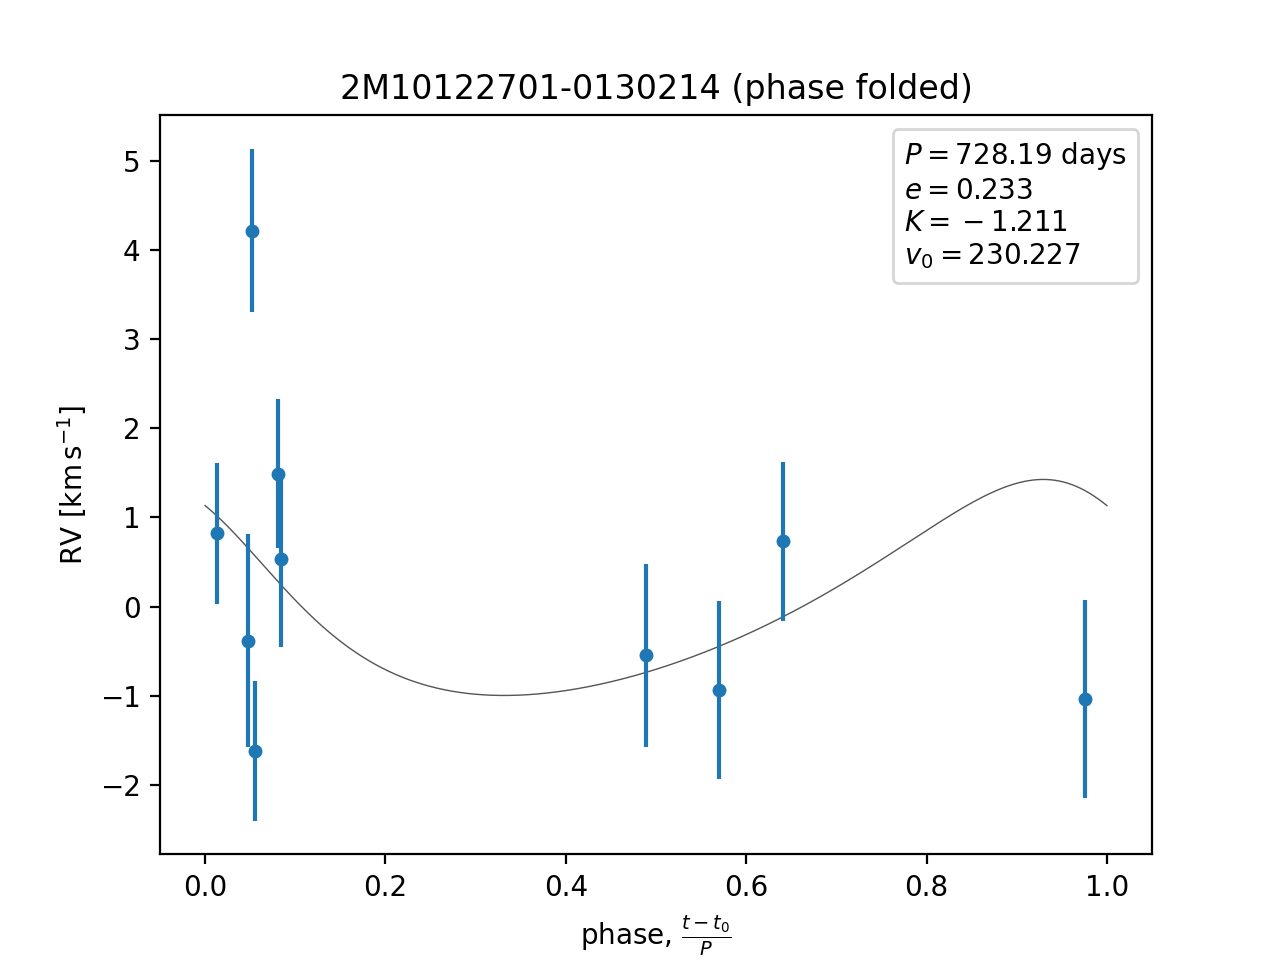 2M10122701-0130214 (phase folded)
P = 728.19 days
e = 0.233
K = −1.211
v₀ = 230.227
RV [km s⁻¹]
5
4
3
2
1
0
−1
−2
0.0 0.2 0.4 0.6 0.8 1.0
phase, (t − t₀)/P